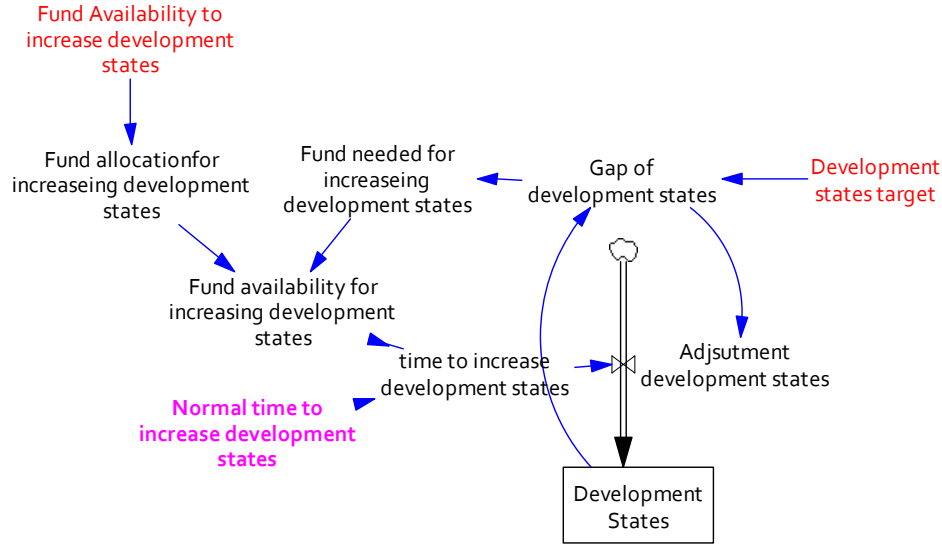 Fund Availability to
increase development
states
Fund allocationfor
increaseing development
states
Fund needed for
increaseing
development states
Gap of
development states
Development
states target
Fund availability for
increasing development
states
time to increase
development states
Adjsutment
development states
Normal time to
increase development
states
Development
States